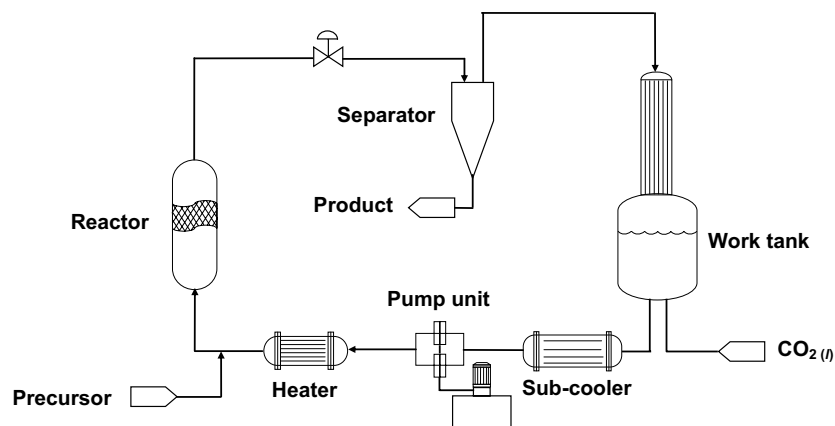 Separator
Product
Reactor
Work tank
Pump unit
CO₂ (l)
Heater
Sub-cooler
Precursor